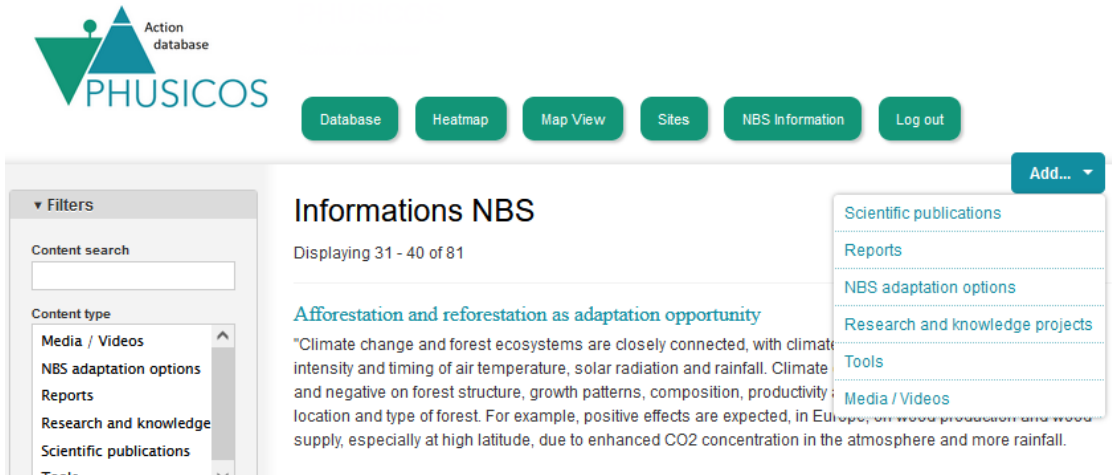 Action
database
PHUSICOS
Database
Heatmap
Map View
Sites
NBS Information
Log out
Add...
▾ Filters
Content search
Content type
Media / Videos
NBS adaptation options
Reports
Research and knowledge
Scientific publications
Informations NBS
Displaying 31 - 40 of 81
Afforestation and reforestation as adaptation opportunity
"Climate change and forest ecosystems are closely connected, with climate
intensity and timing of air temperature, solar radiation and rainfall. Climate
and negative on forest structure, growth patterns, composition, productivity
location and type of forest. For example, positive effects are expected, in Europe, on wood production and wood
supply, especially at high latitude, due to enhanced CO2 concentration in the atmosphere and more rainfall.
Scientific publications
Reports
NBS adaptation options
Research and knowledge projects
Tools
Media / Videos